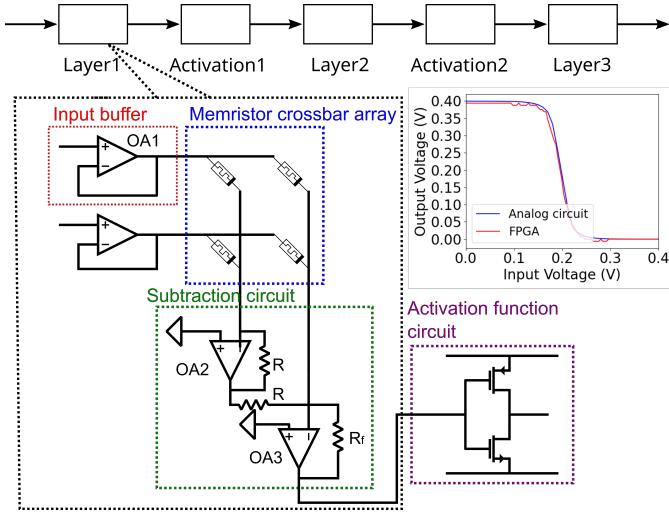 Layer1
Activation1
Layer2
Activation2
Layer3
Input buffer
Memristor crossbar array
OA1
+
−
+
−
Subtraction circuit
+
−
OA2
R
R
+
−
OA3
Rf
Output Voltage (V)
0.40
0.35
0.30
0.25
0.20
0.15
0.10
0.05
0.00
Analog circuit
FPGA
0.0
0.1
0.2
0.3
0.4
Input Voltage (V)
Activation function
circuit